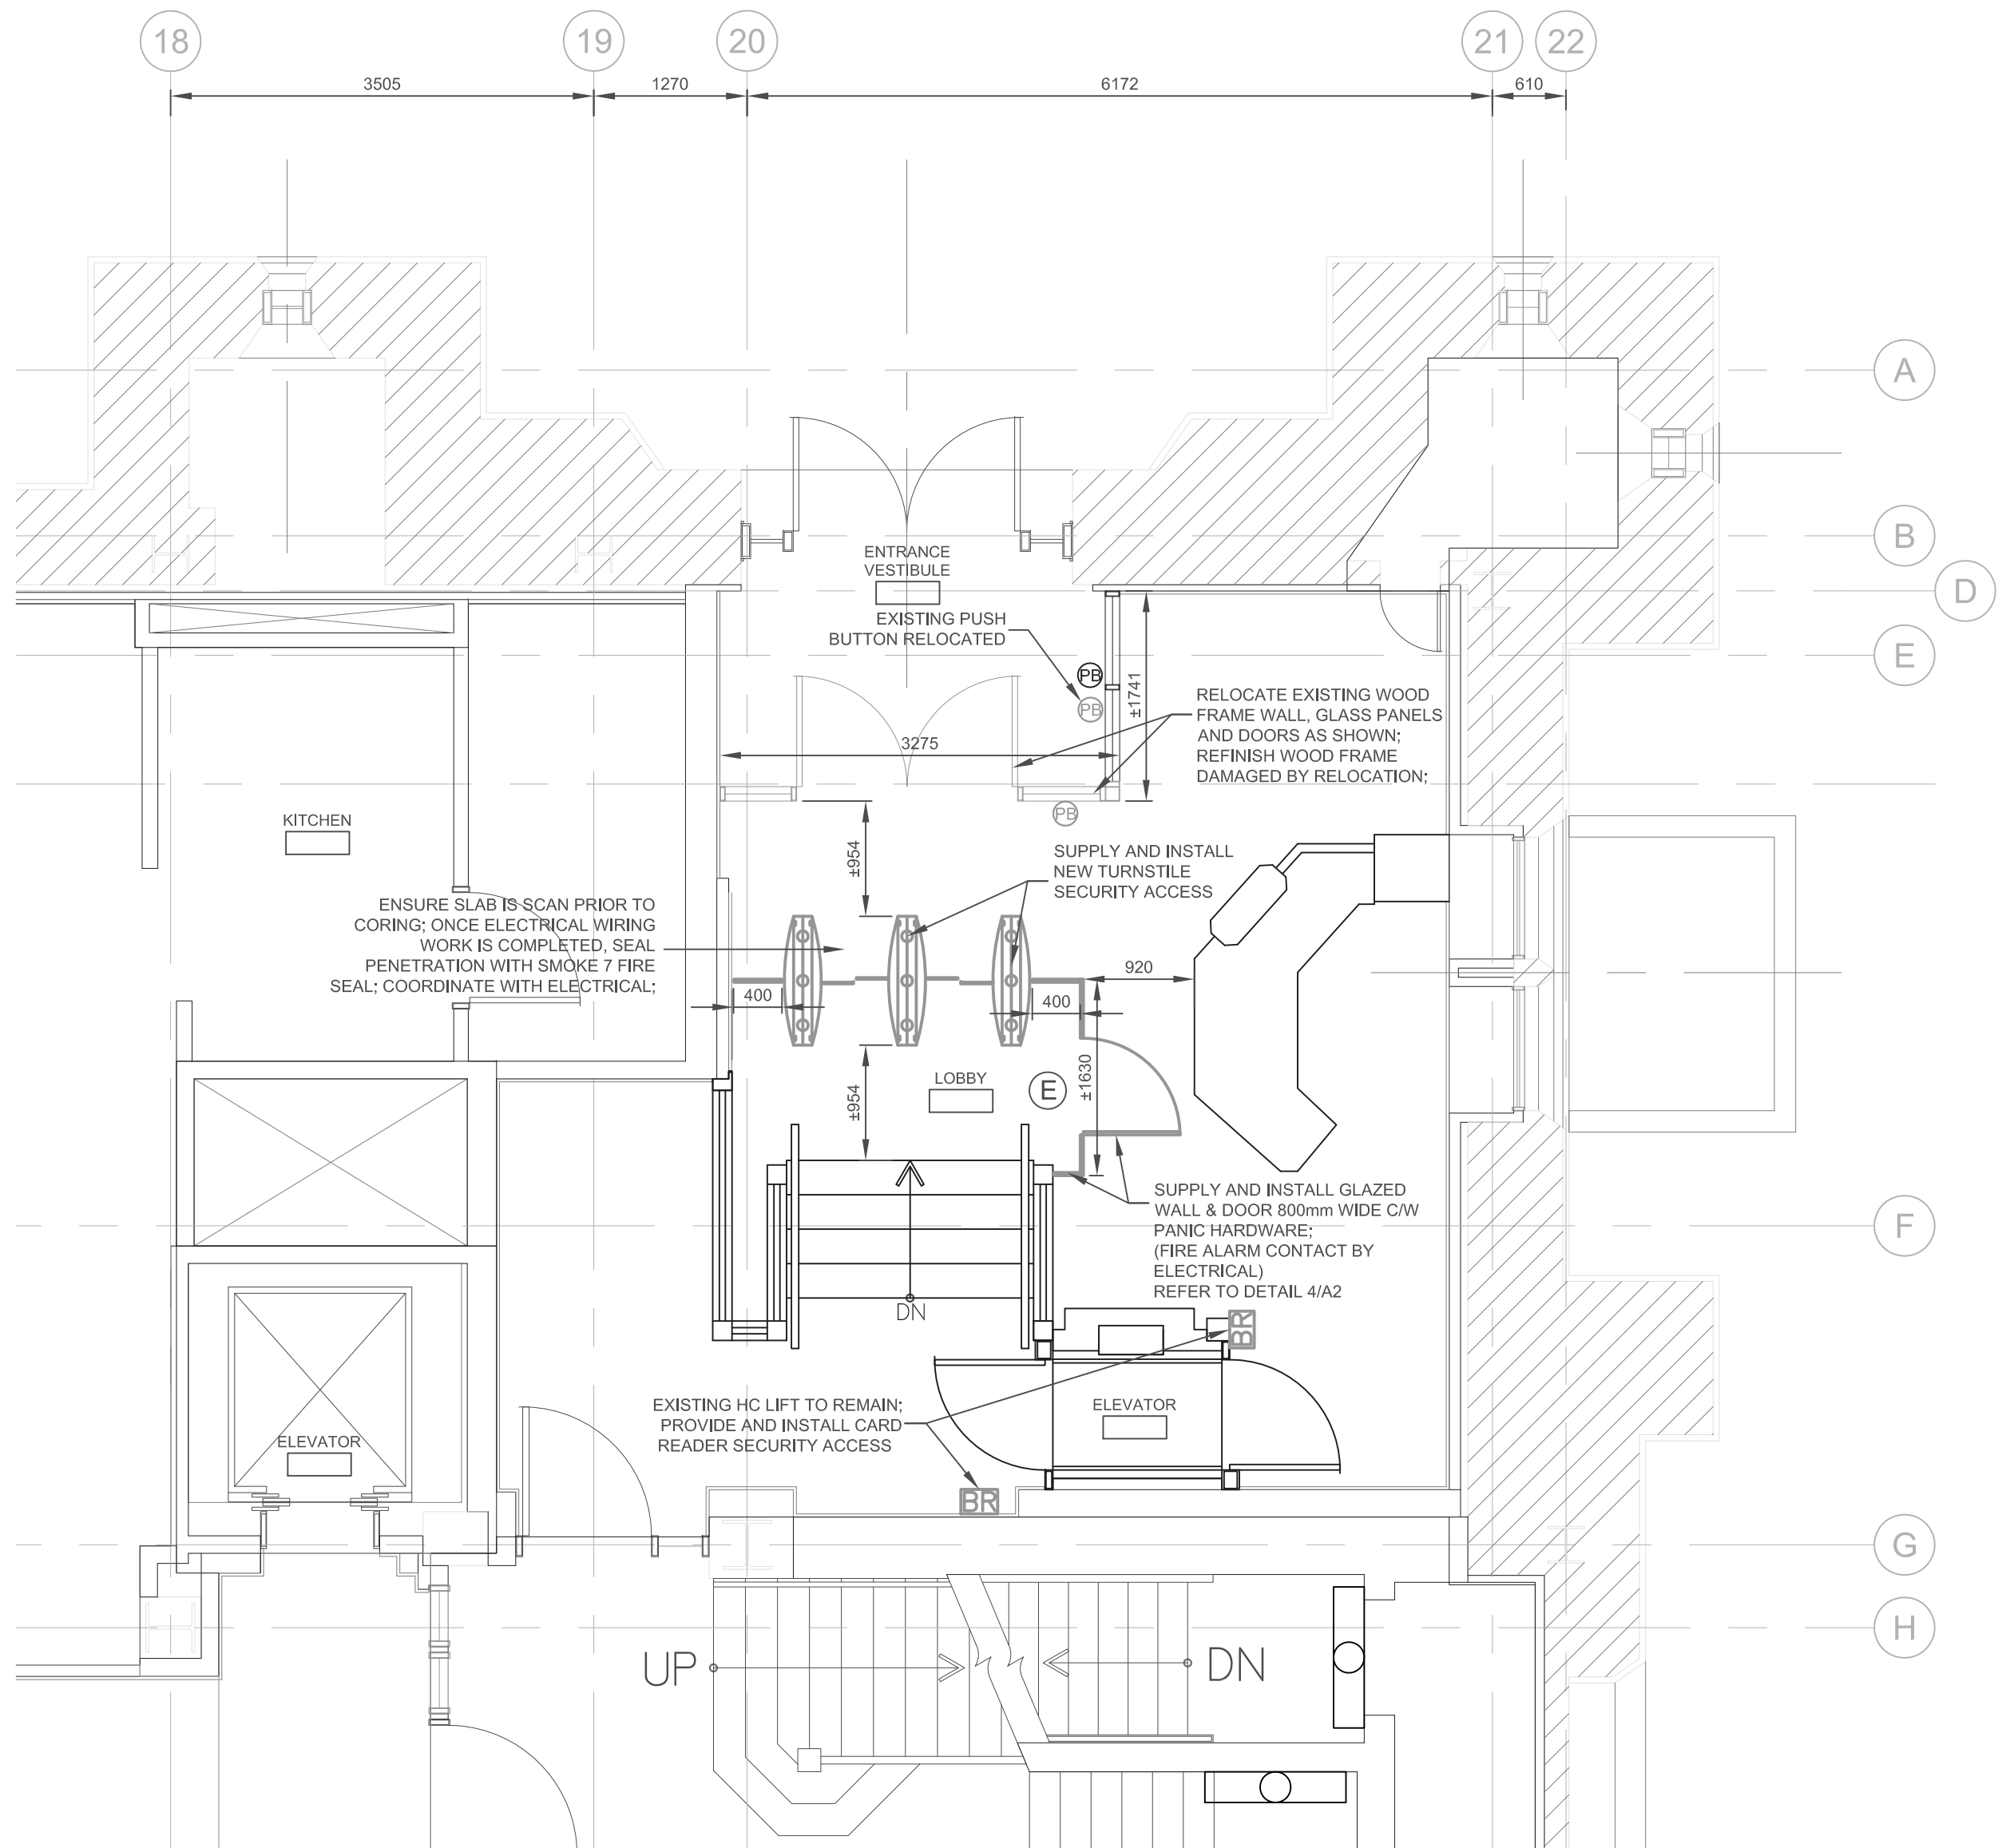 18
19
20
21
22
3505
1270
6172
610
A
B
D
E
F
G
H
ENTRANCE
VESTIBULE
EXISTING PUSH
BUTTON RELOCATED
PB
PB
±1741
RELOCATE EXISTING WOOD
FRAME WALL, GLASS PANELS
AND DOORS AS SHOWN;
REFINISH WOOD FRAME
DAMAGED BY RELOCATION;
3275
PB
KITCHEN
±954
SUPPLY AND INSTALL
NEW TURNSTILE
SECURITY ACCESS
ENSURE SLAB IS SCAN PRIOR TO
CORING; ONCE ELECTRICAL WIRING
WORK IS COMPLETED, SEAL
PENETRATION WITH SMOKE 7 FIRE
SEAL; COORDINATE WITH ELECTRICAL;
920
400
400
LOBBY
E
±1630
±954
SUPPLY AND INSTALL GLAZED
WALL & DOOR 800mm WIDE C/W
PANIC HARDWARE;
(FIRE ALARM CONTACT BY
ELECTRICAL)
REFER TO DETAIL 4/A2
DN
BR
EXISTING HC LIFT TO REMAIN;
PROVIDE AND INSTALL CARD
READER SECURITY ACCESS
ELEVATOR
ELEVATOR
BR
UP
DN